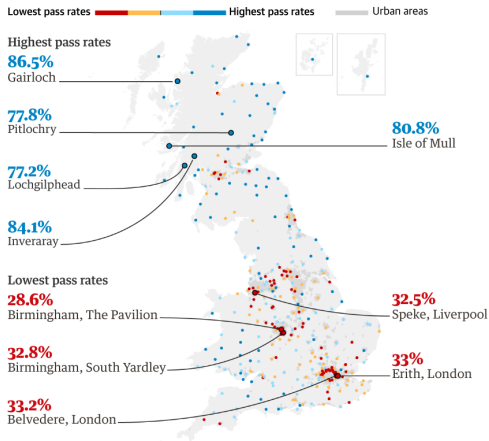 Lowest pass rates
Highest pass rates
Urban areas
Highest pass rates
86.5%
Gairloch
77.8%
Pitlochry
80.8%
Isle of Mull
77.2%
Lochgilphead
84.1%
Inveraray
Lowest pass rates
28.6%
Birmingham, The Pavilion
32.5%
Speke, Liverpool
32.8%
Birmingham, South Yardley
33%
Erith, London
33.2%
Belvedere, London